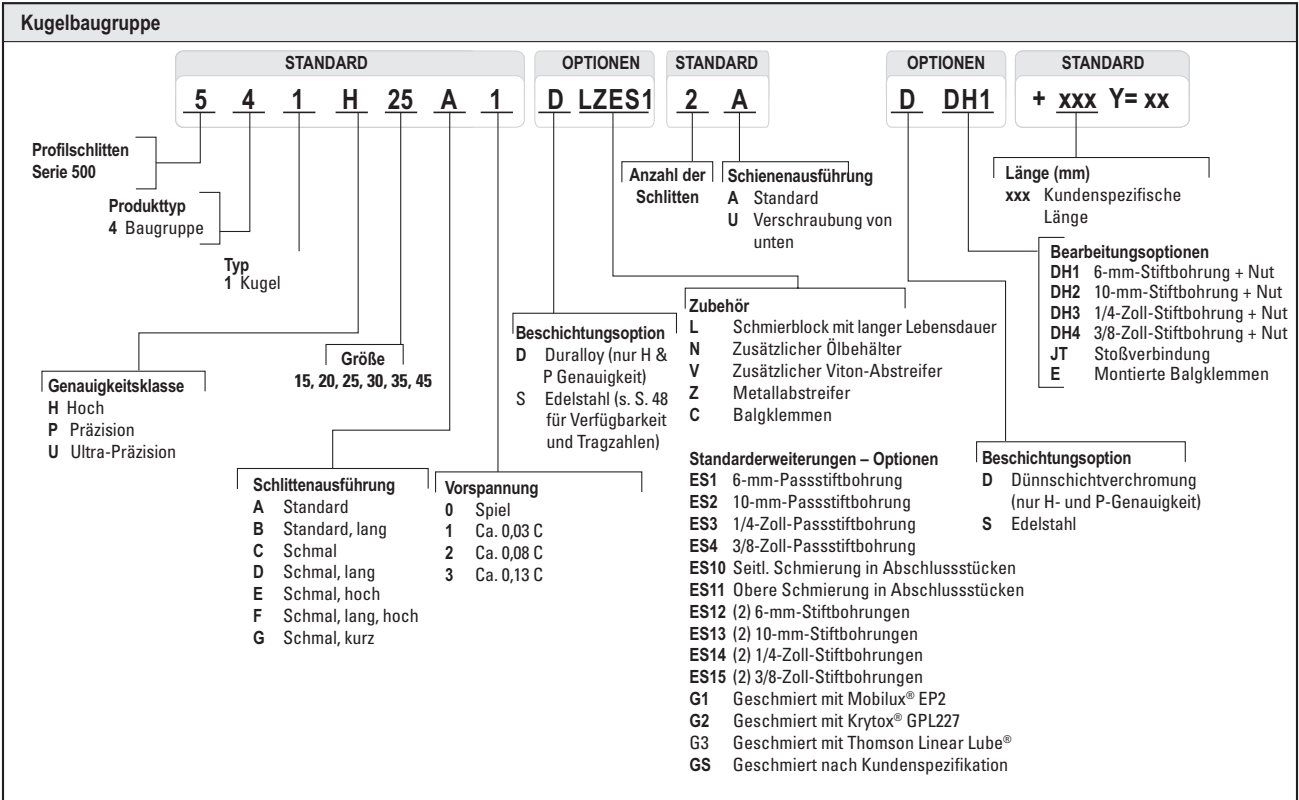 Kugelbaugruppe
STANDARD
OPTIONEN
STANDARD
OPTIONEN
STANDARD
5 4 1 H 25 A 1 D LZES1 2 A D DH1 + xxx Y= xx
Profilschlitten
Serie 500
Produkttyp
4 Baugruppe
Typ
1 Kugel
Genauigkeitsklasse
H Hoch
P Präzision
U Ultra-Präzision
Größe
15, 20, 25, 30, 35, 45
Schlittenausführung
A Standard
B Standard, lang
C Schmal
D Schmal, lang
E Schmal, hoch
F Schmal, lang, hoch
G Schmal, kurz
Vorspannung
0 Spiel
1 Ca. 0,03 C
2 Ca. 0,08 C
3 Ca. 0,13 C
Beschichtungsoption
D Duralloy (nur H &
P Genauigkeit)
S Edelstahl (s. S. 48
für Verfügbarkeit
und Tragzahlen)
Anzahl der
Schlitten
Schienenausführung
A Standard
U Verschraubung von
unten
Zubehör
L Schmierblock mit langer Lebensdauer
N Zusätzlicher Ölbehälter
V Zusätzlicher Viton-Abstreifer
Z Metallabstreifer
C Balgklemmen
Standarderweiterungen – Optionen
ES1 6-mm-Passstiftbohrung
ES2 10-mm-Passstiftbohrung
ES3 1/4-Zoll-Passstiftbohrung
ES4 3/8-Zoll-Passstiftbohrung
ES10 Seitl. Schmierung in Abschlussstücken
ES11 Obere Schmierung in Abschlussstücken
ES12 (2) 6-mm-Stiftbohrungen
ES13 (2) 10-mm-Stiftbohrungen
ES14 (2) 1/4-Zoll-Stiftbohrungen
ES15 (2) 3/8-Zoll-Stiftbohrungen
G1 Geschmiert mit Mobilux® EP2
G2 Geschmiert mit Krytox® GPL227
G3 Geschmiert mit Thomson Linear Lube®
GS Geschmiert nach Kundenspezifikation
Länge (mm)
xxx Kundenspezifische
Länge
Bearbeitungsoptionen
DH1 6-mm-Stiftbohrung + Nut
DH2 10-mm-Stiftbohrung + Nut
DH3 1/4-Zoll-Stiftbohrung + Nut
DH4 3/8-Zoll-Stiftbohrung + Nut
JT Stoßverbindung
E Montierte Balgklemmen
Beschichtungsoption
D Dünnschichtverchromung
(nur H- und P-Genauigkeit)
S Edelstahl